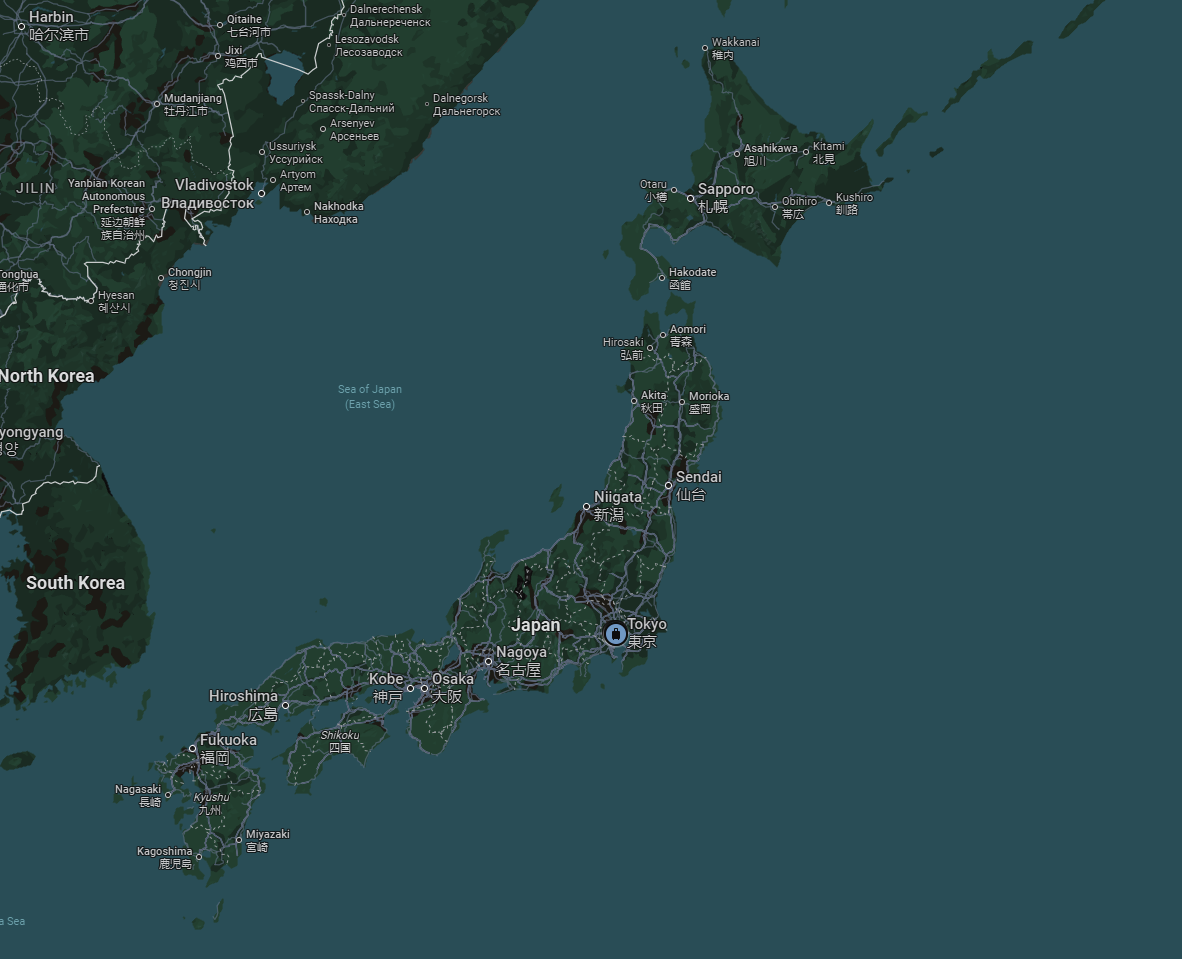 Harbin
哈尔滨市
Qitaihe
七台河市
Dalnerechensk
Дальнереченск
Lesozavodsk
Лесозаводск
Jixi
鸡西市
Wakkanai
稚内
Mudanjiang
牡丹江市
Spassk-Dalny
Спасск-Дальний
Dalnegorsk
Дальнегорск
Arsenyev
Арсеньев
Ussuriysk
Уссурийск
Asahikawa
旭川
Kitami
北見
Artyom
Артем
JILIN
Yanbian Korean
Autonomous
Prefecture
延边朝鲜
族自治州
Vladivostok
Владивосток
Otaru
小樽
Sapporo
札幌
Obihiro
帯広
Kushiro
釧路
Nakhodka
Находка
Tonghua
通化市
Chongjin
청진시
Hakodate
函館
Hyesan
혜산시
Aomori
青森
Hirosaki
弘前
North Korea
Sea of Japan
(East Sea)
Akita
秋田
Morioka
盛岡
yongyang
양
Sendai
仙台
Niigata
新潟
South Korea
Japan
Tokyo
東京
Nagoya
名古屋
Kobe
神戸
Osaka
大阪
Hiroshima
広島
Shikoku
四国
Fukuoka
福岡
Nagasaki
長崎
Kyushu
九州
Miyazaki
宮崎
Kagoshima
鹿児島
a Sea